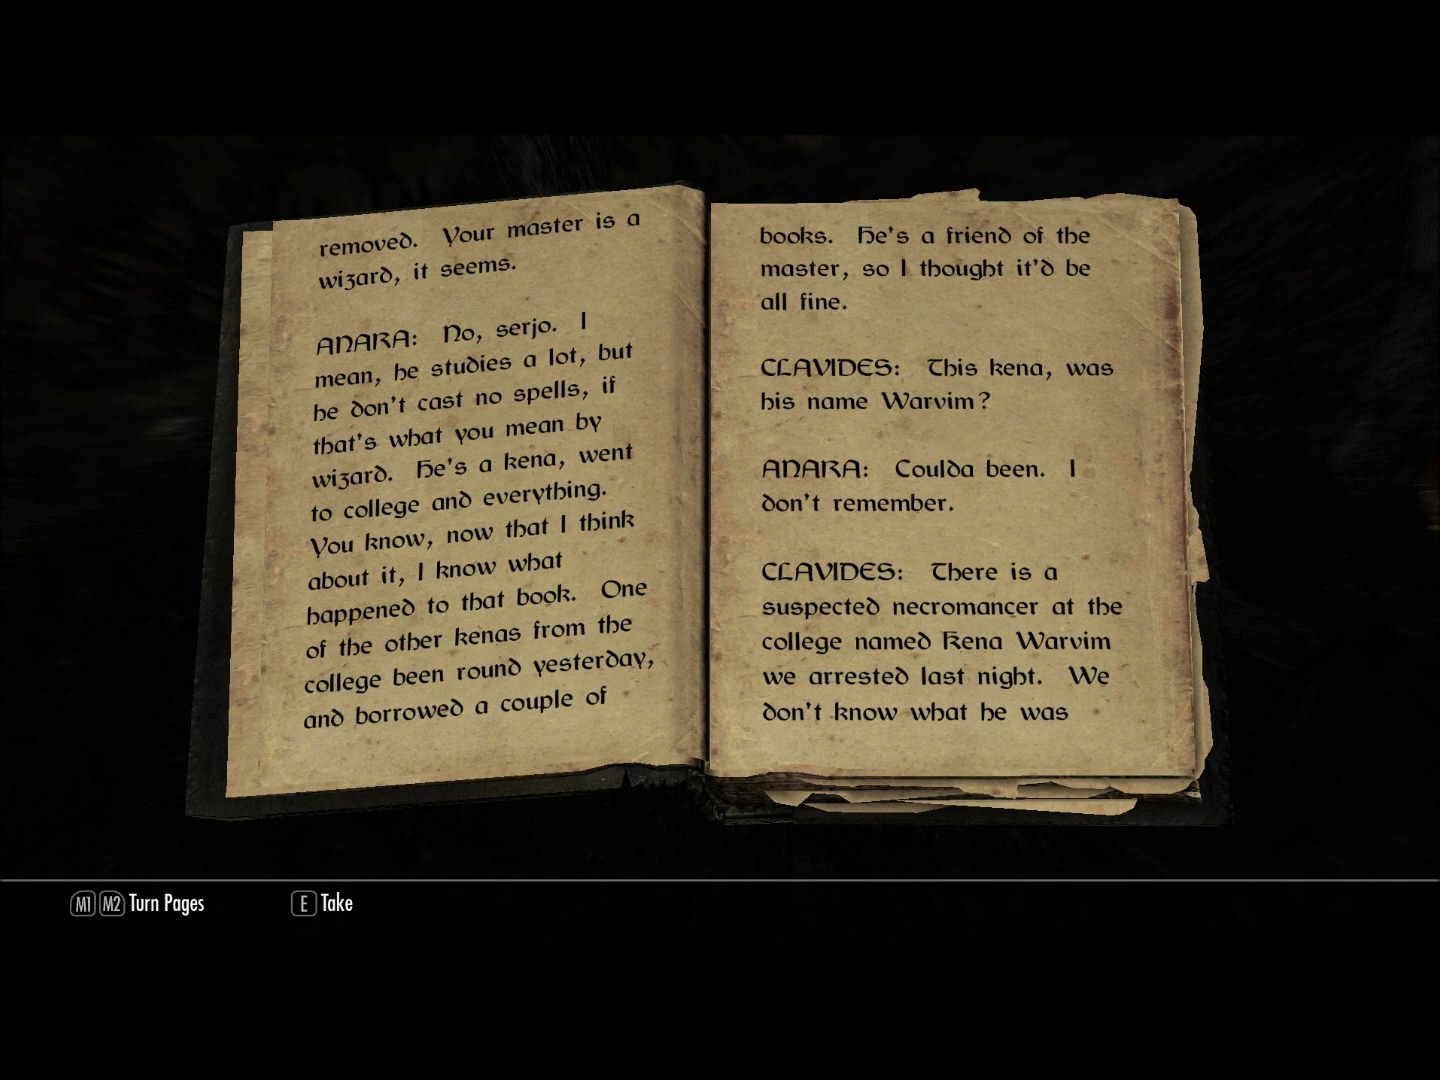 removed.  Your master is a
wizard, it seems.
ANARA:  No, serjo.  I
mean, he studies a lot, but
he don't cast no spells, if
that's what you mean by
wizard.  He's a kena, went
to college and everything.
You know, now that I think
about it, I know what
happened to that book.  One
of the other kenas from the
college been round yesterday,
and borrowed a couple of
books.  He's a friend of the
master, so I thought it'd be
all fine.
CLAVIDES:  This kena, was
his name Warvim?
ANARA:  Coulda been.  I
don't remember.
CLAVIDES:  There is a
suspected necromancer at the
college named Kena Warvim
we arrested last night.  We
don't know what he was
M1 M2 Turn Pages
E Take